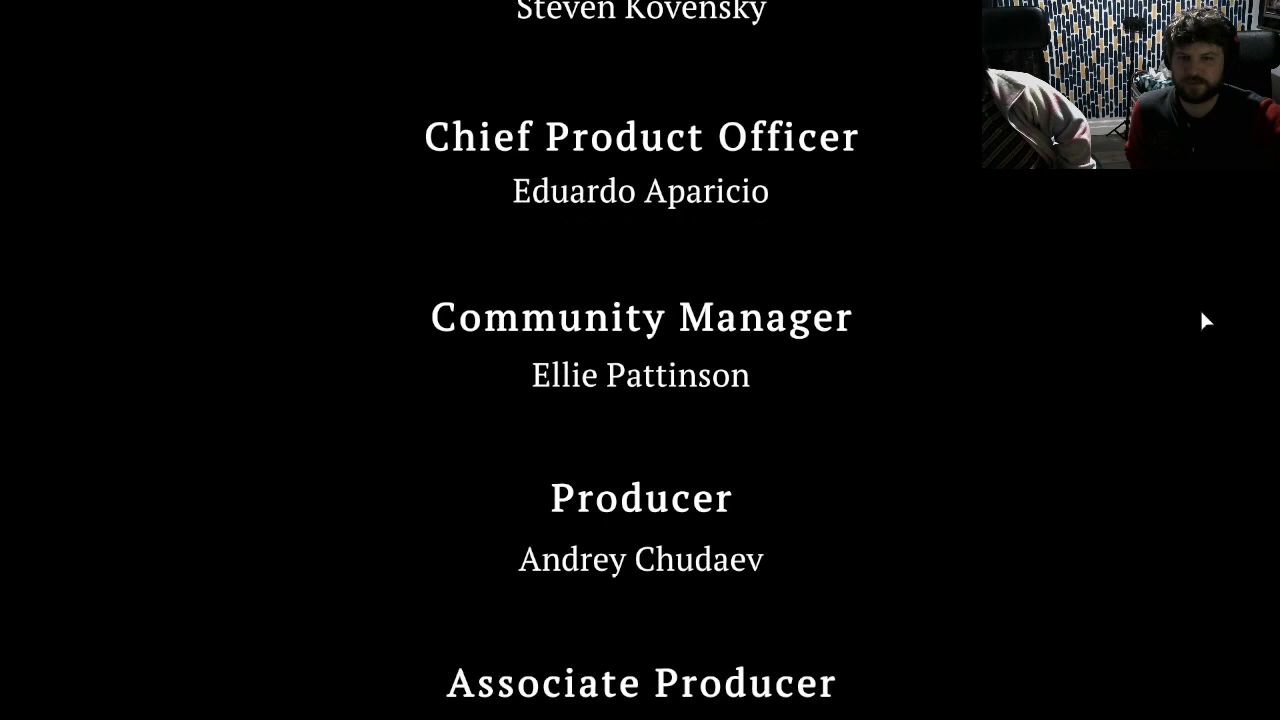 Steven Kovensky
Chief Product Officer
Eduardo Aparicio
Community Manager
Ellie Pattinson
Producer
Andrey Chudaev
Associate Producer